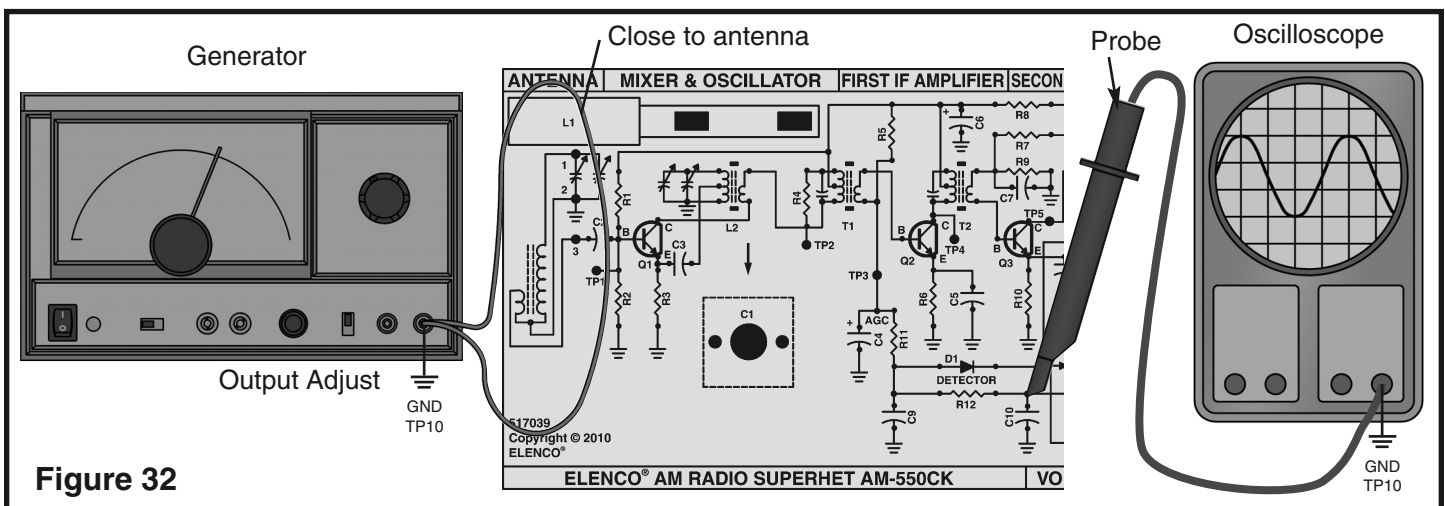 Generator
Close to antenna
Probe
Oscilloscope
ANTENNA
MIXER & OSCILLATOR
FIRST IF AMPLIFIER
SECON
L1
R8
C6
R5
R7
R9
1
2
R1
R4
C7
L2
T1
T2
TP5
3
B
C
E
Q1
C3
TP2
B
C
E
Q2
TP4
B
C
E
Q3
TP1
TP3
R2
R3
R6
C5
R10
C1
AGC
C4
R11
D1
DETECTOR
R12
C9
C10
Output Adjust
GND
TP10
517039
Copyright © 2010
ELENCO®
GND
TP10
ELENCO® AM RADIO SUPERHET AM-550CK
VO
Figure 32